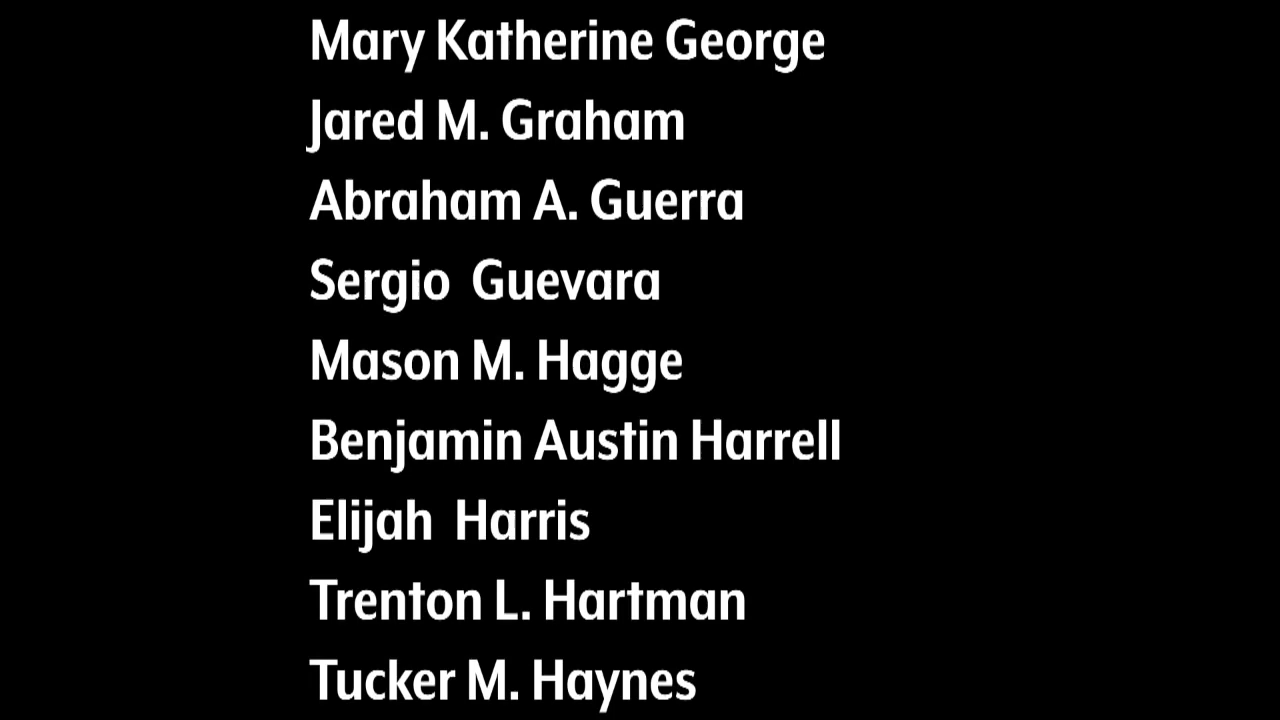 Mary Katherine George
Jared M. Graham
Abraham A. Guerra
Sergio  Guevara
Mason M. Hagge
Benjamin Austin Harrell
Elijah  Harris
Trenton L. Hartman
Tucker M. Haynes